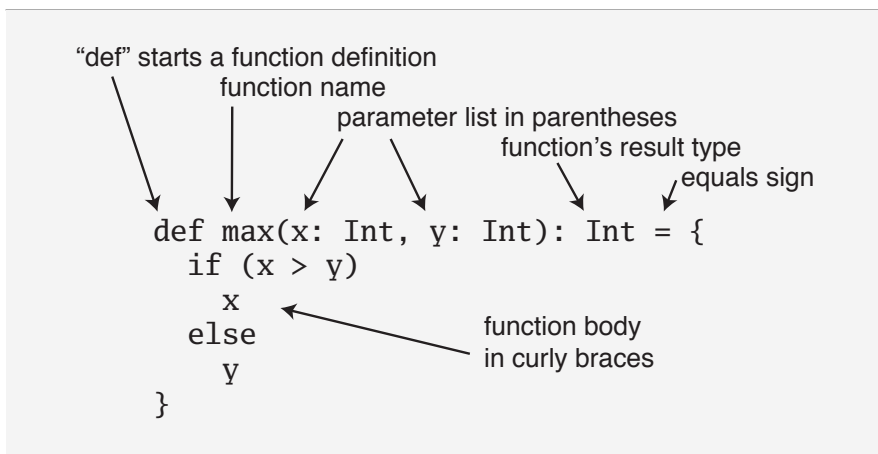 “def” starts a function definition
function name
parameter list in parentheses
function’s result type
equals sign
def max(x: Int, y: Int): Int = {
if (x > y)
x
else
y
}
function body
in curly braces